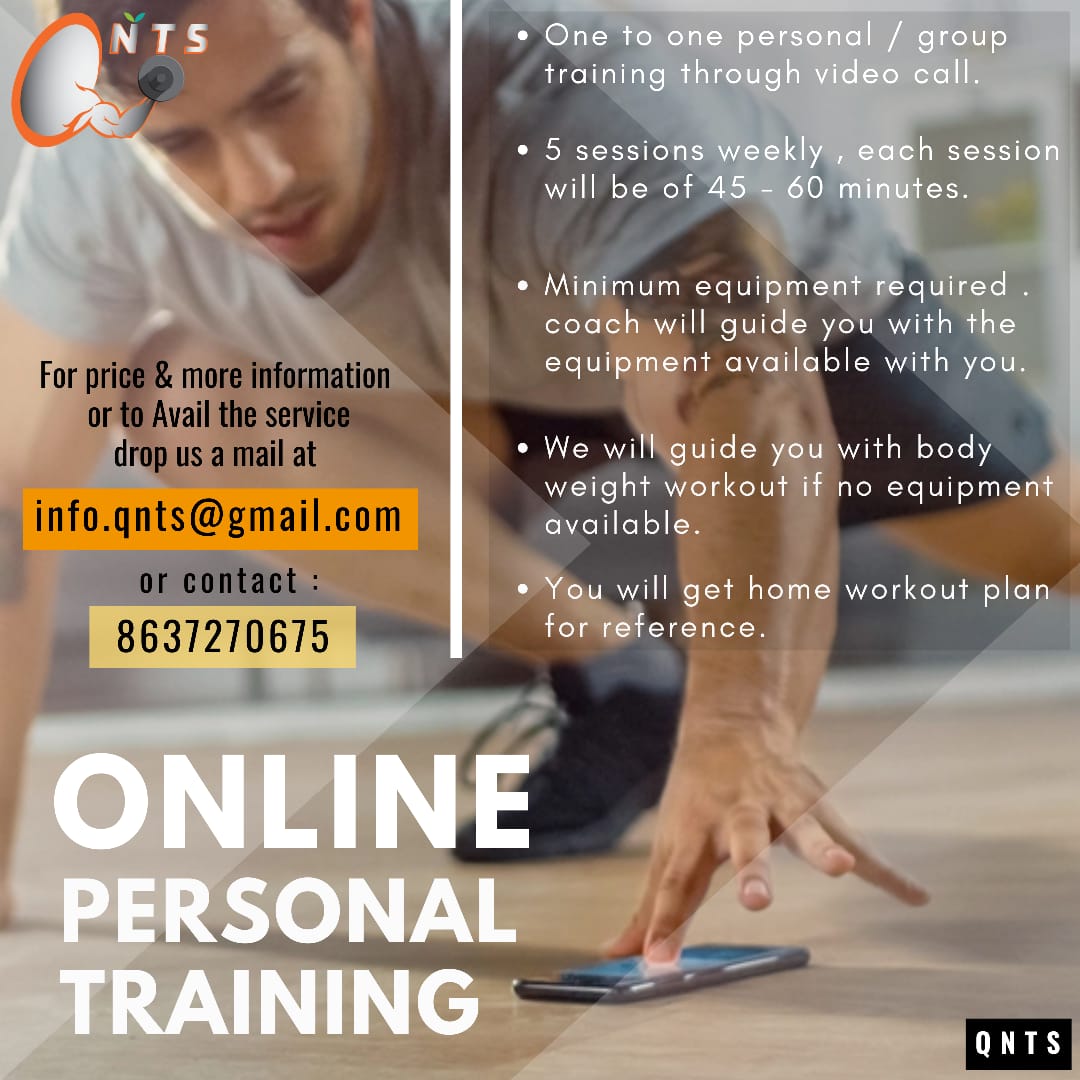 QNTS
• One to one personal / group
training through video call.
• 5 sessions weekly , each session
will be of 45 - 60 minutes.
• Minimum equipment required .
coach will guide you with the
equipment available with you.
• We will guide you with body
weight workout if no equipment
available.
• You will get home workout plan
for reference.
For price & more information
or to Avail the service
drop us a mail at
info.qnts@gmail.com
or contact :
8637270675
ONLINE
PERSONAL
TRAINING
QNTS